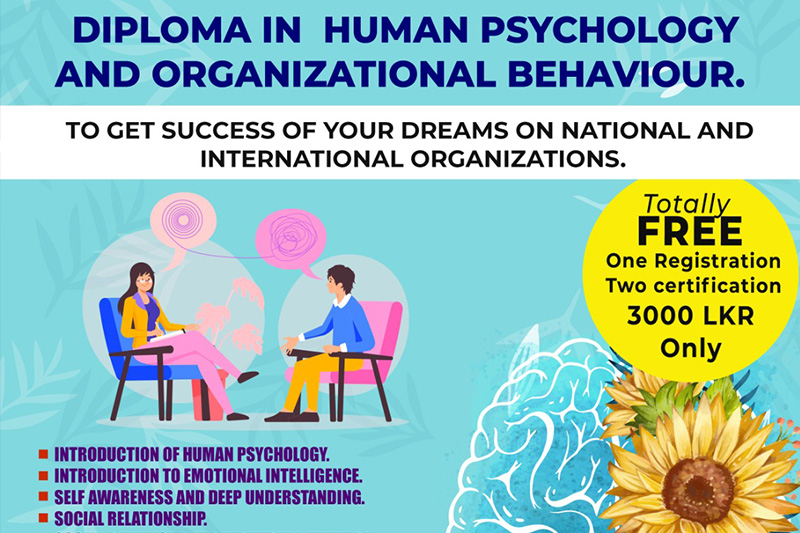 DIPLOMA IN HUMAN PSYCHOLOGY
AND ORGANIZATIONAL BEHAVIOUR.
TO GET SUCCESS OF YOUR DREAMS ON NATIONAL AND
INTERNATIONAL ORGANIZATIONS.
Totally
FREE
One Registration
Two certification
3000 LKR
Only
INTRODUCTION OF HUMAN PSYCHOLOGY.
INTRODUCTION TO EMOTIONAL INTELLIGENCE.
SELF AWARENESS AND DEEP UNDERSTANDING.
SOCIAL RELATIONSHIP.